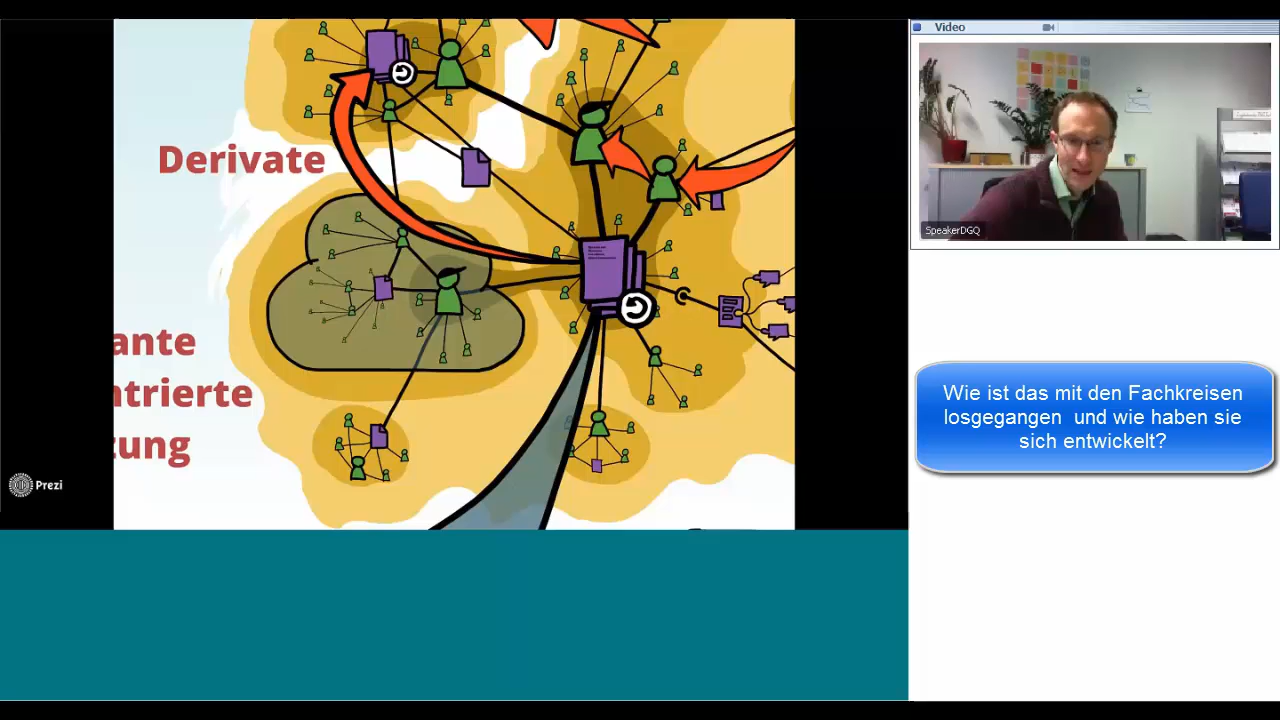 Derivate
ante
ntrierte
zung
Prezi
Video
SpeakerDGQ
Wie ist das mit den Fachkreisen
losgegangen und wie haben sie
sich entwickelt?